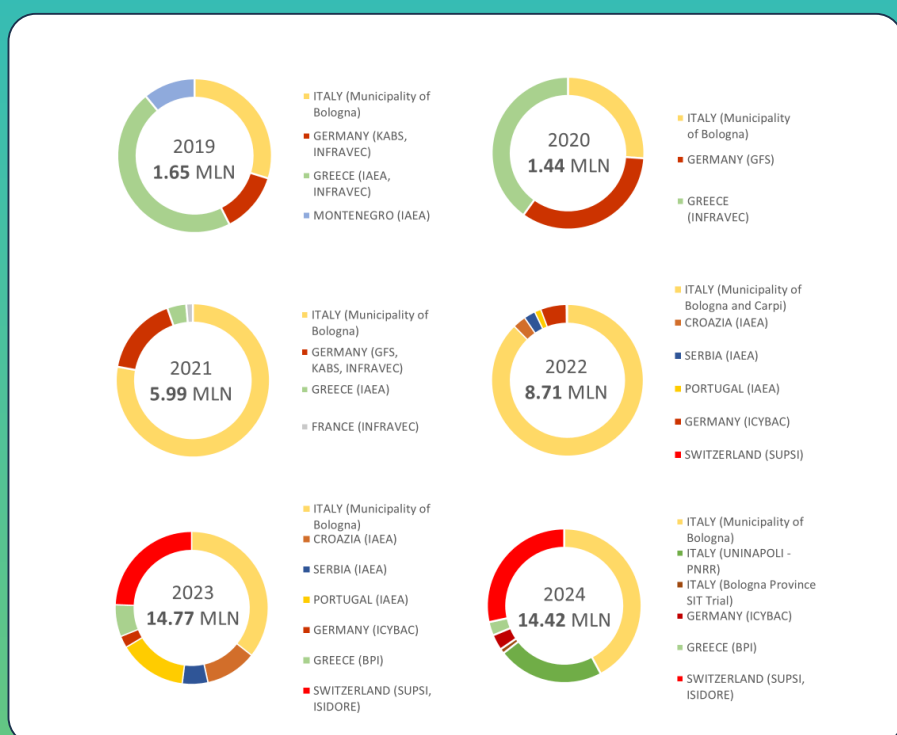 2019
1.65 MLN
ITALY (Municipality of
Bologna)
GERMANY (KABS,
INFRAVEC)
GREECE (IAEA,
INFRAVEC)
MONTENEGRO (IAEA)
2020
1.44 MLN
ITALY (Municipality
of Bologna)
GERMANY (GFS)
GREECE
(INFRAVEC)
2021
5.99 MLN
ITALY (Municipality of
Bologna)
GERMANY (GFS,
KABS, INFRAVEC)
GREECE (IAEA)
FRANCE (INFRAVEC)
2022
8.71 MLN
ITALY (Municipality of
Bologna and Carpi)
CROAZIA (IAEA)
SERBIA (IAEA)
PORTUGAL (IAEA)
GERMANY (ICYBAC)
SWITZERLAND (SUPSI)
2023
14.77 MLN
ITALY (Municipality of
Bologna)
CROAZIA (IAEA)
SERBIA (IAEA)
PORTUGAL (IAEA)
GERMANY (ICYBAC)
GREECE (BPI)
SWITZERLAND (SUPSI,
ISIDORE)
2024
14.42 MLN
ITALY (Municipality of
Bologna)
ITALY (UNINAPOLI -
PNRR)
ITALY (Bologna Province
SIT Trial)
GERMANY (ICYBAC)
GREECE (BPI)
SWITZERLAND (SUPSI,
ISIDORE)